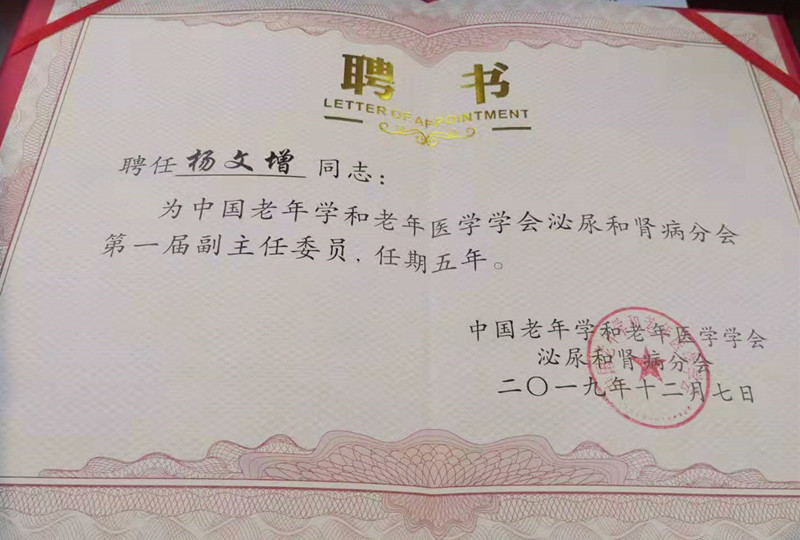 聘 书
LETTER OF APPOINTMENT
聘任 杨文增 同志：
为中国老年学和老年医学学会泌尿和肾病分会
第一届副主任委员，任期五年。
中国老年学和老年医学学会
泌尿和肾病分会
二〇一九年十二月七日